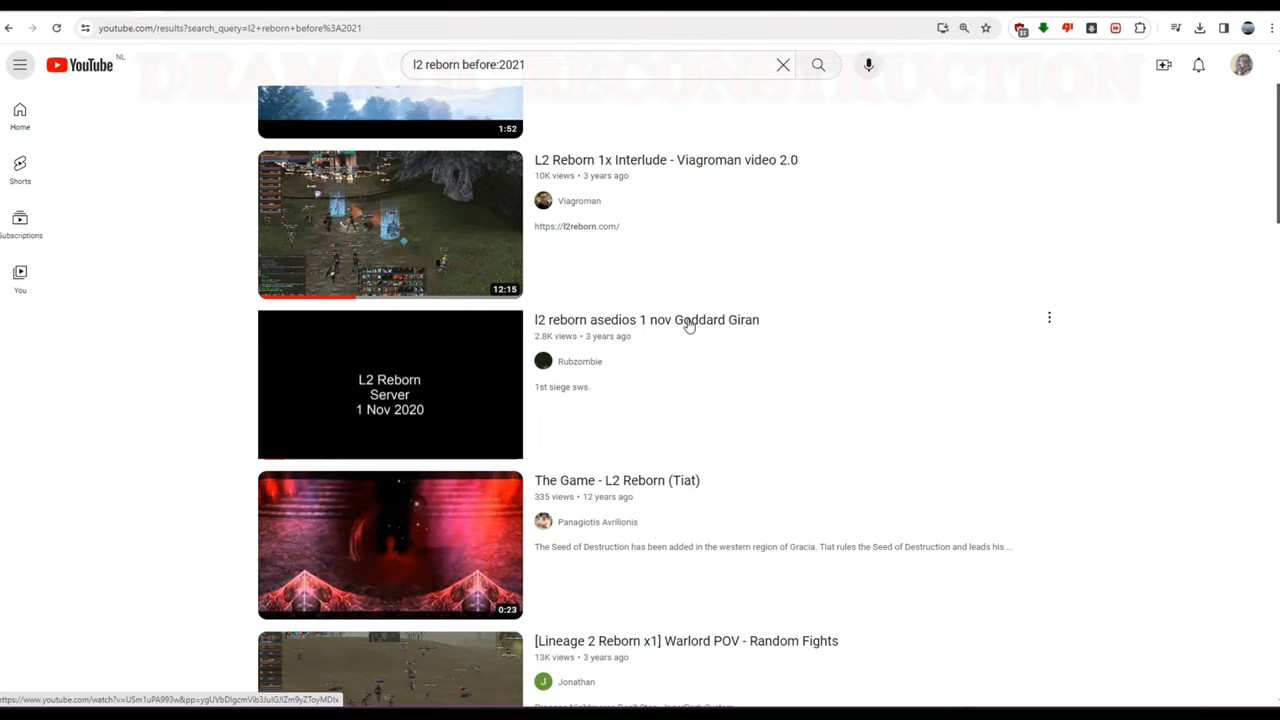 youtube.com/results?search_query=l2+reborn+before%3A2021
YouTube NL
l2 reborn before:2021
Home
Shorts
Subscriptions
You
1:52
L2 Reborn 1x Interlude - Viagroman video 2.0
10K views • 3 years ago
Viagroman
https://l2reborn.com/
12:15
l2 reborn asedios 1 nov Goddard Giran
2.8K views • 3 years ago
Rubzombie
1st siege sws.
L2 Reborn
Server
1 Nov 2020
The Game - L2 Reborn (Tiat)
335 views • 12 years ago
Panagiotis Avrilionis
The Seed of Destruction has been added in the western region of Gracia. Tiat rules the Seed of Destruction and leads his ...
0:23
[Lineage 2 Reborn x1] Warlord POV - Random Fights
13K views • 3 years ago
J
Jonathan